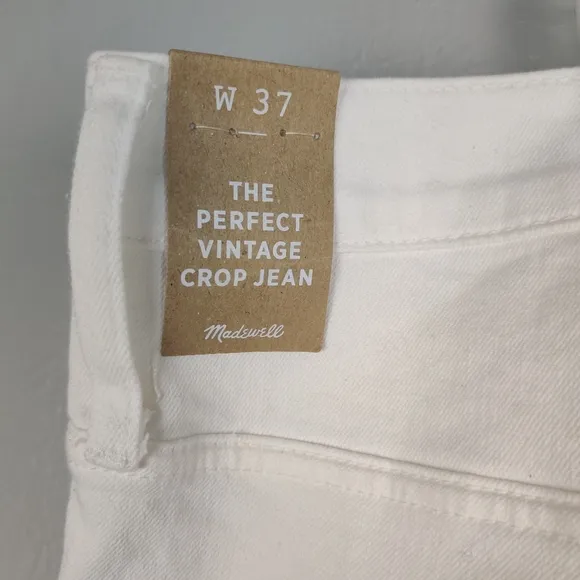 W 37
THE
PERFECT
VINTAGE
CROP JEAN
Madewell